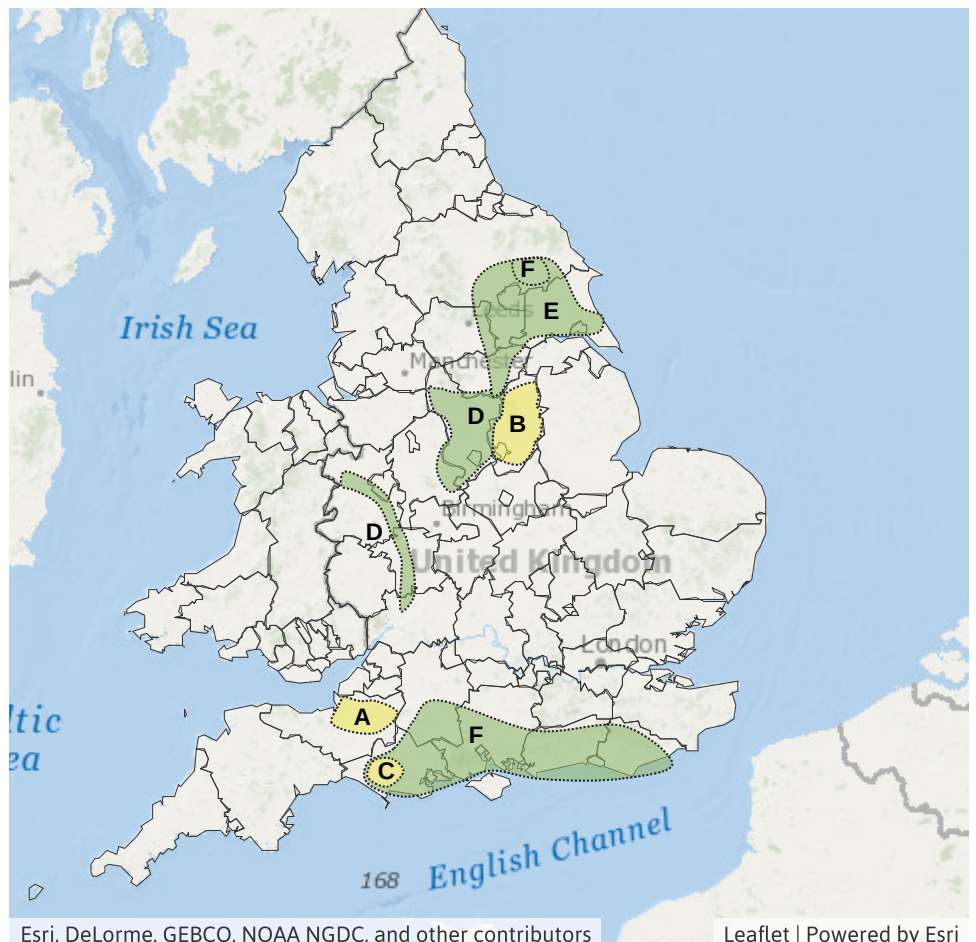 F
E
Leeds
Irish Sea
Manchester
lin
D
B
Birmingham
D
United Kingdom
London
ltic
ea
A
F
C
English Channel
168
Esri, DeLorme, GEBCO, NOAA NGDC, and other contributors
Leaflet | Powered by Esri